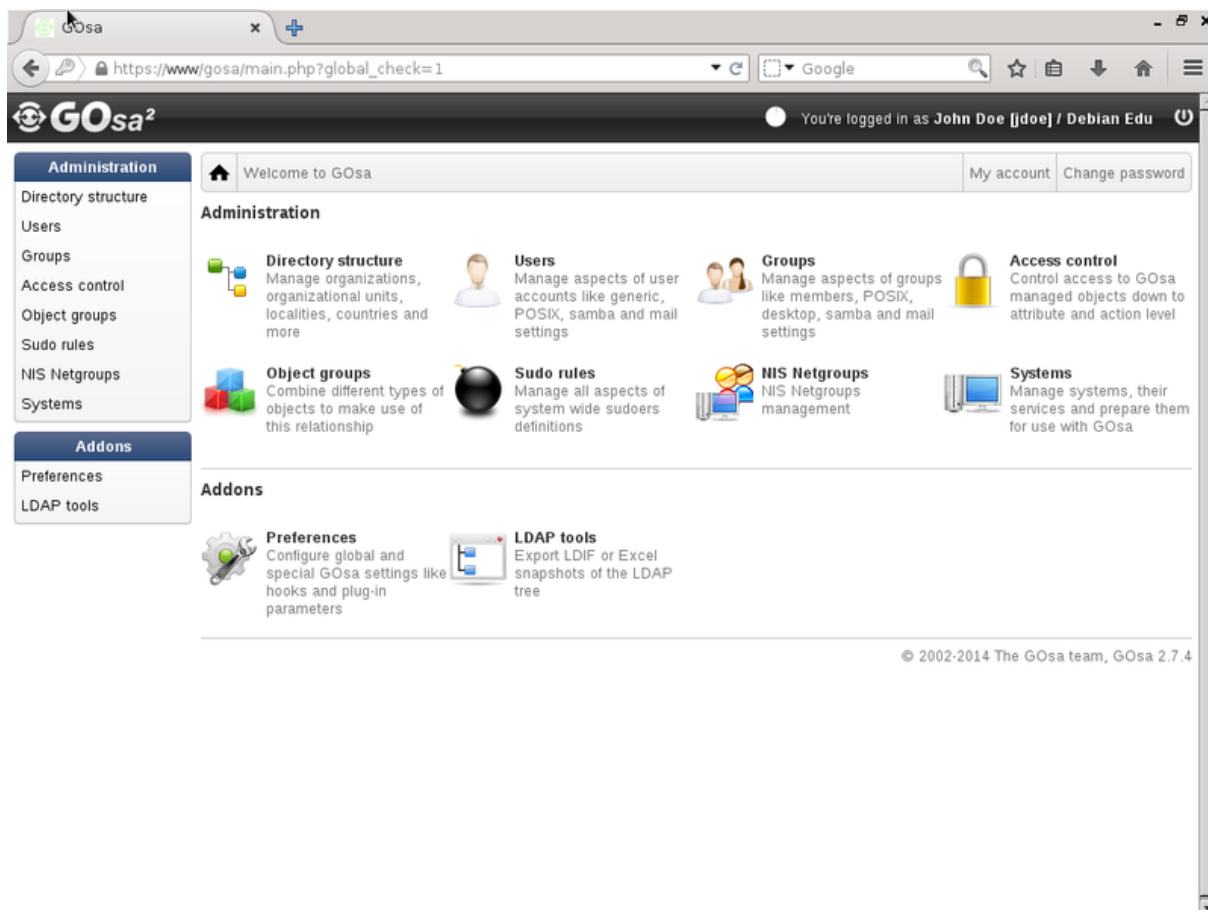 GOsa
https://www/gosa/main.php?global_check=1
Google
GOsa²
You're logged in as John Doe [jdoe] / Debian Edu
Administration
Directory structure
Users
Groups
Access control
Object groups
Sudo rules
NIS Netgroups
Systems
Addons
Preferences
LDAP tools
Welcome to GOsa
My account
Change password
Administration
Directory structure
Manage organizations,
organizational units,
localities, countries and
more
Users
Manage aspects of user
accounts like generic,
POSIX, samba and mail
settings
Groups
Manage aspects of groups
like members, POSIX,
desktop, samba and mail
settings
Access control
Control access to GOsa
managed objects down to
attribute and action level
Object groups
Combine different types of
objects to make use of
this relationship
Sudo rules
Manage all aspects of
system wide sudoers
definitions
NIS Netgroups
NIS Netgroups
management
Systems
Manage systems, their
services and prepare them
for use with GOsa
Addons
Preferences
Configure global and
special GOsa settings like
hooks and plug-in
parameters
LDAP tools
Export LDIF or Excel
snapshots of the LDAP
tree
© 2002-2014 The GOsa team, GOsa 2.7.4